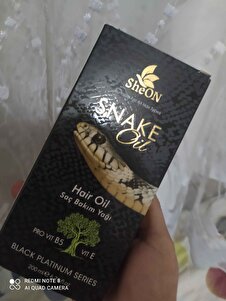 SheON
SNAKE
Oil
Hair Oil
Saç Bakım Yağı
PRO VIT B5
VIT E
BLACK PLATINUM SERIES
REDMI NOTE 8
AI QUAD CAMERA